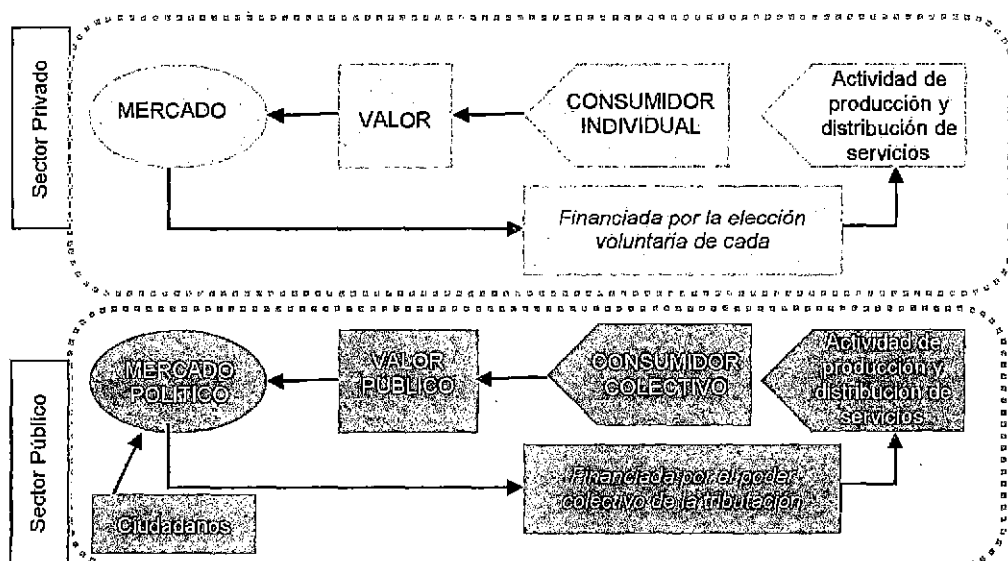 Sector Privado
MERCADO
VALOR
CONSUMIDOR
INDIVIDUAL
Actividad de
producción y
distribución de
servicios
Financiada por la elección
voluntaria de cada
Sector Público
MERCADO
POLÍTICO
VALOR
PÚBLICO
CONSUMIDOR
COLECTIVO
Actividad de
producción y
distribución de
servicios
Financiada por el poder
colectivo de la tributación
Ciudadanos